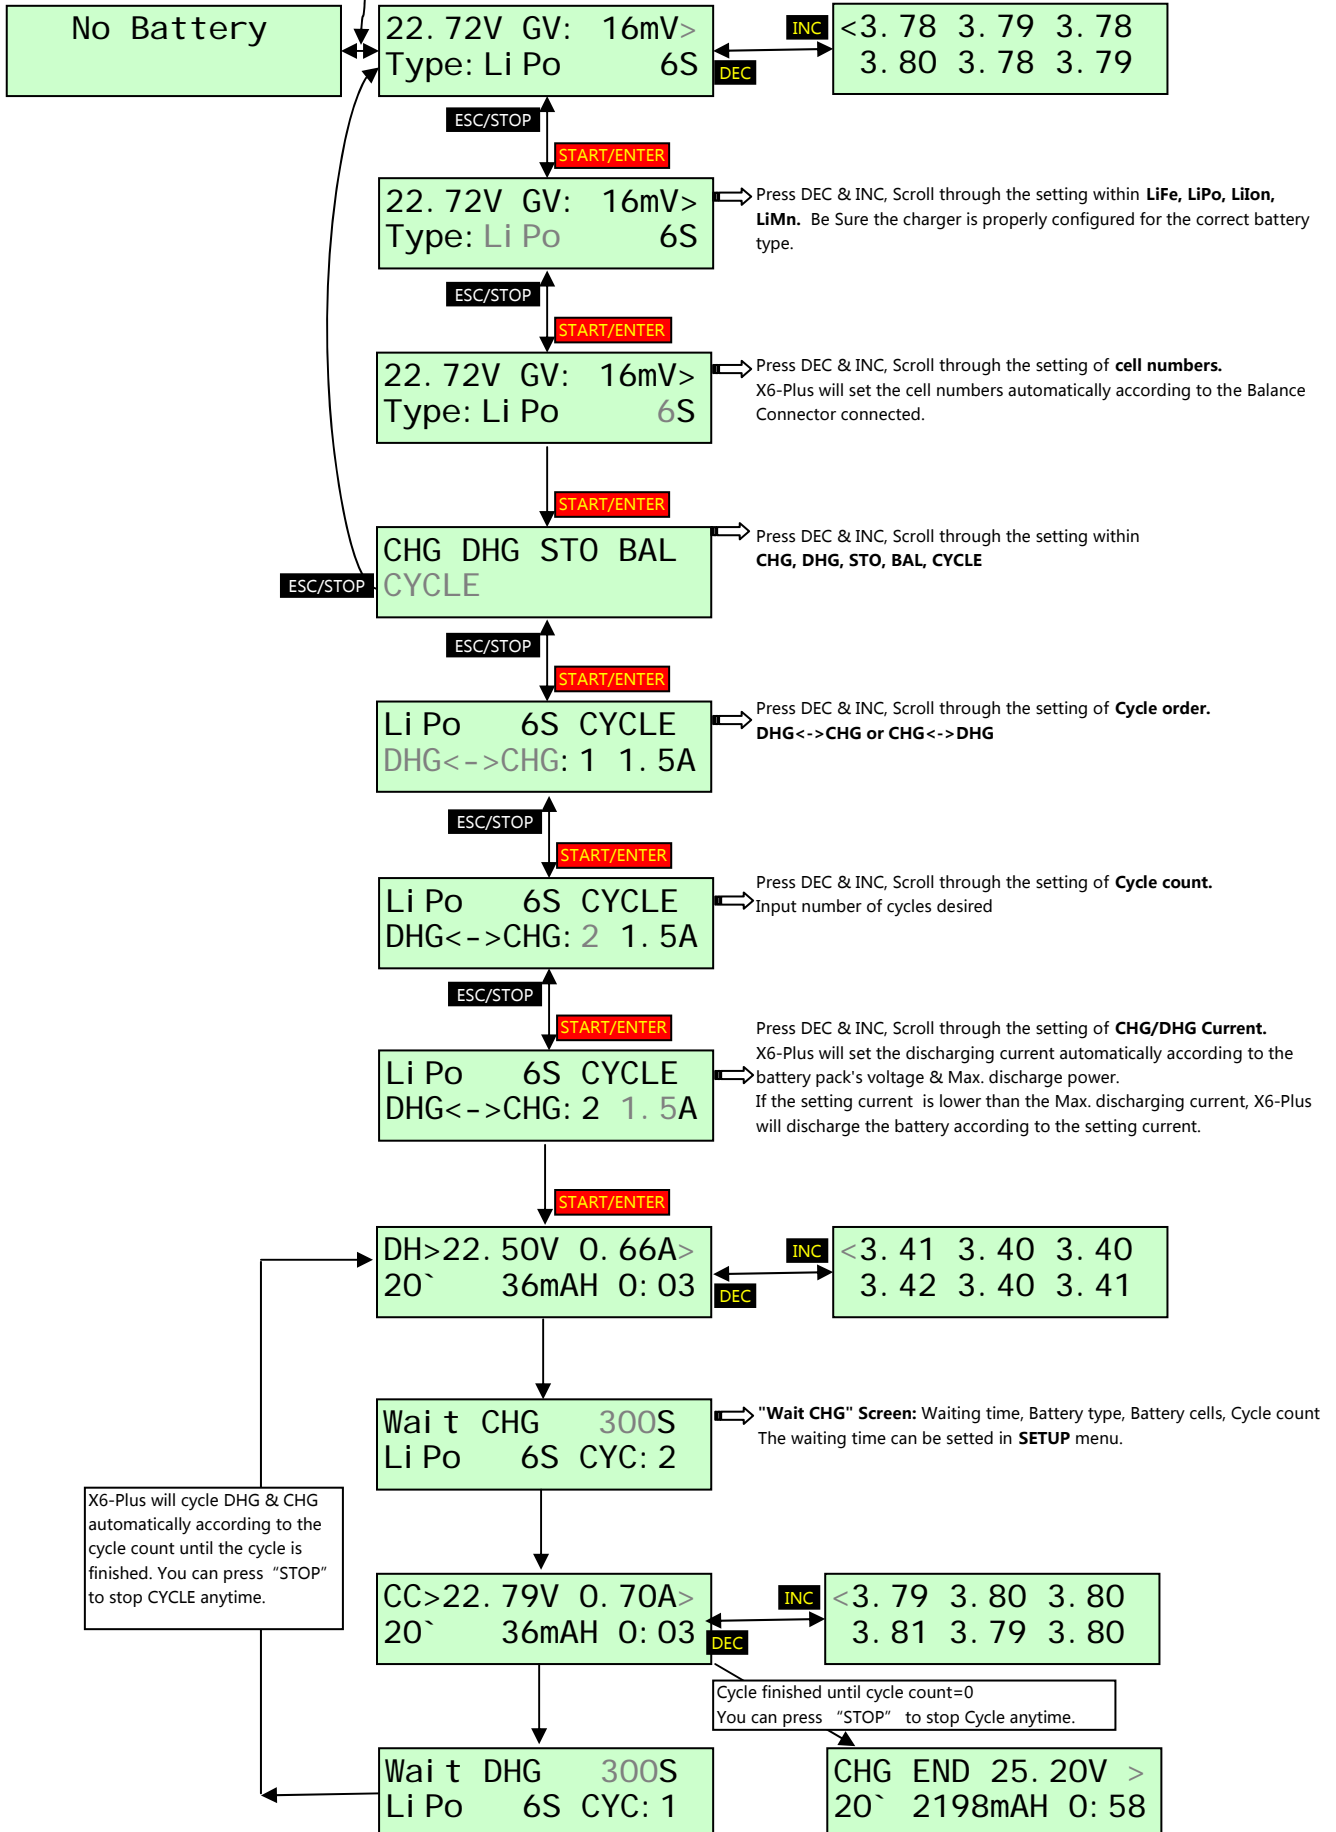 No Battery
22.72V GV: 16mV>
Type:LiPo 6S
INC
DEC
<3.78 3.79 3.78
3.80 3.78 3.79
ESC/STOP
START/ENTER
22.72V GV: 16mV>
Type:LiPo 6S
Press DEC & INC, Scroll through the setting within LiFe, LiPo, LiIon,
LiMn. Be Sure the charger is properly configured for the correct battery
type.
ESC/STOP
START/ENTER
22.72V GV: 16mV>
Type:LiPo 6S
Press DEC & INC, Scroll through the setting of cell numbers.
X6-Plus will set the cell numbers automatically according to the Balance
Connector connected.
START/ENTER
CHG DHG STO BAL
CYCLE
ESC/STOP
Press DEC & INC, Scroll through the setting within
CHG, DHG, STO, BAL, CYCLE
ESC/STOP
START/ENTER
LiPo 6S CYCLE
DHG<->CHG:1 1.5A
Press DEC & INC, Scroll through the setting of Cycle order.
DHG<->CHG or CHG<->DHG
ESC/STOP
START/ENTER
LiPo 6S CYCLE
DHG<->CHG:2 1.5A
Press DEC & INC, Scroll through the setting of Cycle count.
Input number of cycles desired
ESC/STOP
START/ENTER
LiPo 6S CYCLE
DHG<->CHG:2 1.5A
Press DEC & INC, Scroll through the setting of CHG/DHG Current.
X6-Plus will set the discharging current automatically according to the
battery pack's voltage & Max. discharge power.
If the setting current is lower than the Max. discharging current, X6-Plus
will discharge the battery according to the setting current.
START/ENTER
DH>22.50V 0.66A>
20` 36mAH 0:03
INC
DEC
<3.41 3.40 3.40
3.42 3.40 3.41
Wait CHG 300S
LiPo 6S CYC:2
"Wait CHG" Screen: Waiting time, Battery type, Battery cells, Cycle count
The waiting time can be setted in SETUP menu.
X6-Plus will cycle DHG & CHG
automatically according to the
cycle count until the cycle is
finished. You can press “STOP”
to stop CYCLE anytime.
CC>22.79V 0.70A>
20` 36mAH 0:03
INC
DEC
<3.79 3.80 3.80
3.81 3.79 3.80
Cycle finished until cycle count=0
You can press “STOP” to stop Cycle anytime.
Wait DHG 300S
LiPo 6S CYC:1
CHG END 25.20V >
20` 2198mAH 0:58